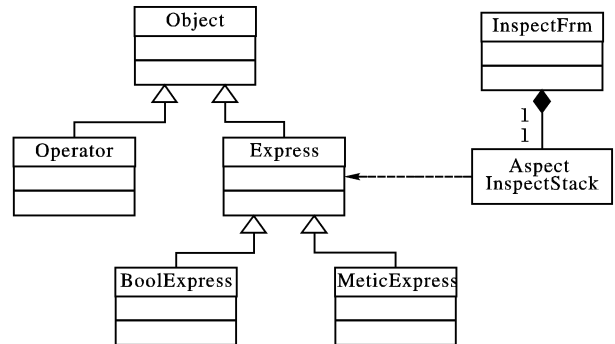 Object
InspectFrm
1
1
Operator
Express
Aspect
InspectStack
BoolExpress
MeticExpress